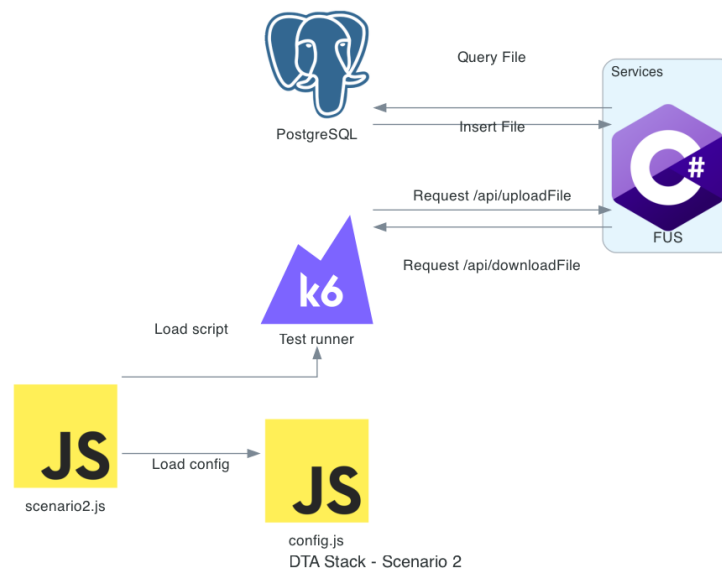 Query File
Services
PostgreSQL
Insert File
C#
Request /api/uploadFile
FUS
Request /api/downloadFile
k6
Load script
Test runner
JS
scenario2.js
Load config
JS
config.js
DTA Stack - Scenario 2